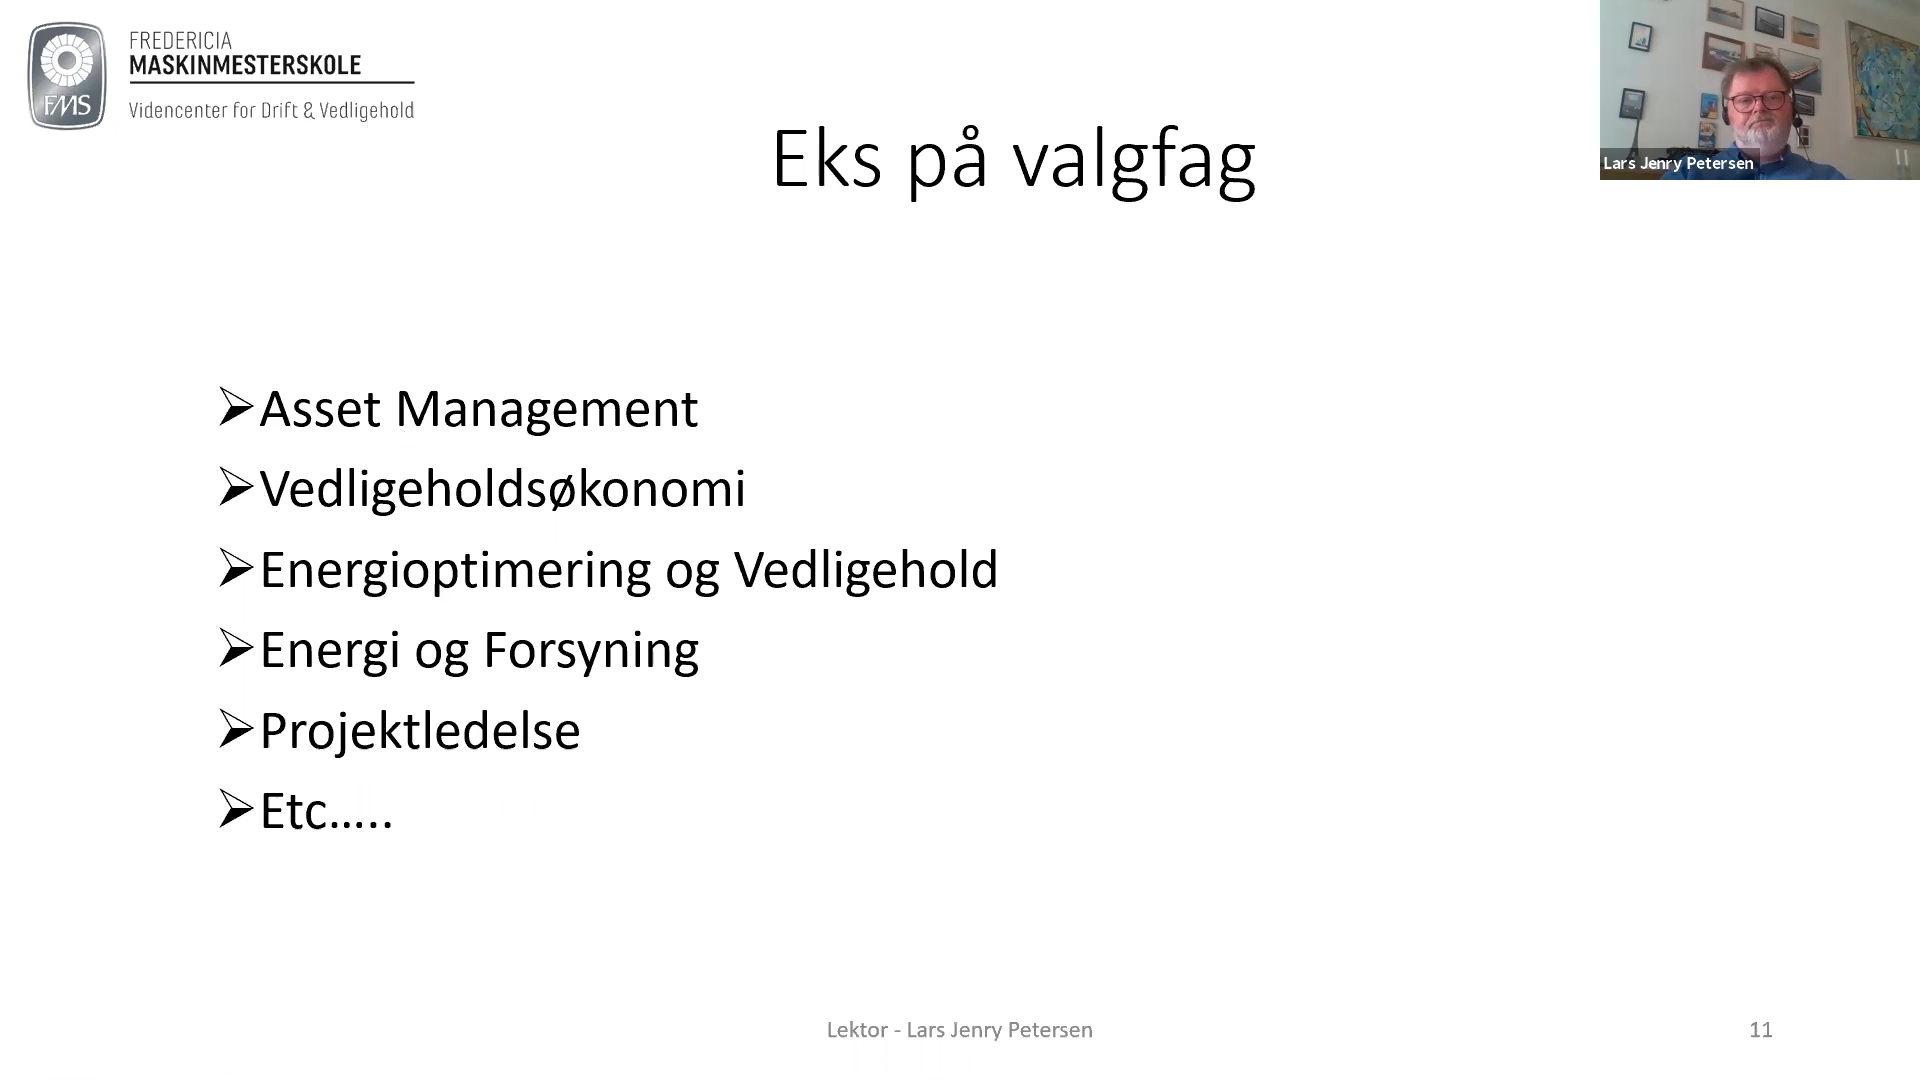 FREDERICIA
MASKINMESTERSKOLE
FMS
Videncenter for Drift & Vedligehold
Lars Jenry Petersen
Eks på valgfag
Asset Management
Vedligeholdsøkonomi
Energioptimering og Vedligehold
Energi og Forsyning
Projektledelse
Etc…..
Lektor - Lars Jenry Petersen
11